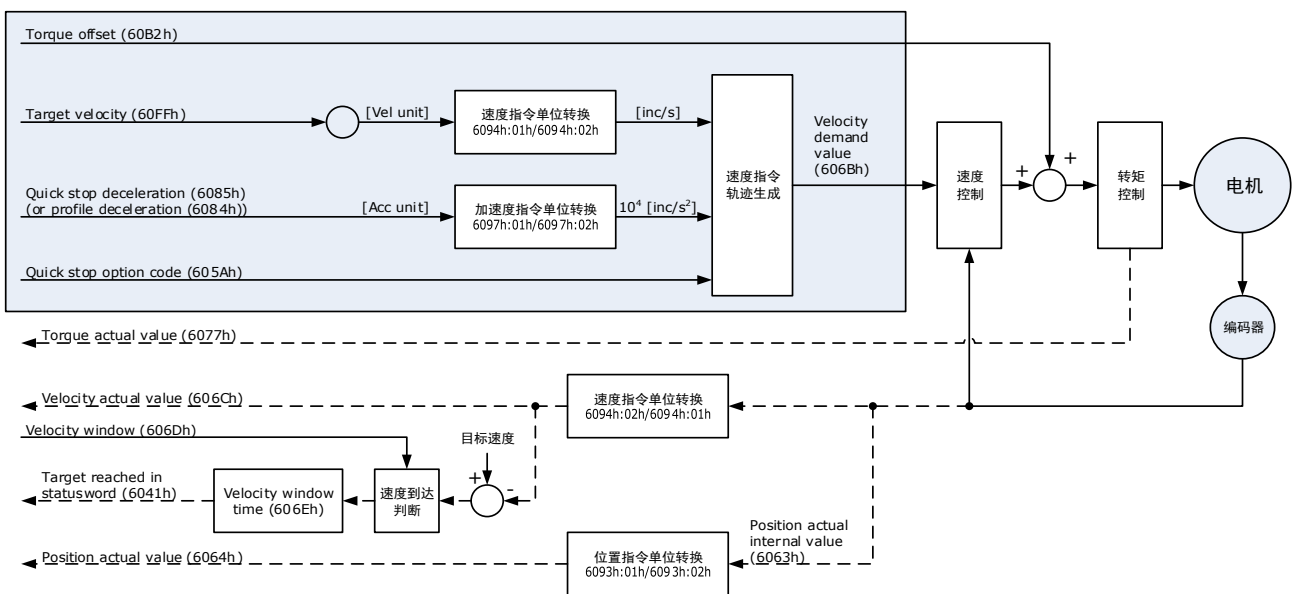 Torque offset (60B2h)
Target velocity (60FFh)
[Vel unit]
速度指令单位转换
6094h:01h/6094h:02h
[inc/s]
Quick stop deceleration (6085h)
(or profile deceleration (6084h))
[Acc unit]
加速度指令单位转换
6097h:01h/6097h:02h
10⁴ [inc/s²]
Quick stop option code (605Ah)
速度指令
轨迹生成
Velocity
demand
value
(606Bh)
速度
控制
+
+
转矩
控制
电机
编码器
Torque actual value (6077h)
Velocity actual value (606Ch)
速度指令单位转换
6094h:02h/6094h:01h
Velocity window (606Dh)
目标速度
+
-
Target reached in
statusword (6041h)
Velocity window
time (606Eh)
速度到达
判断
Position actual value (6064h)
位置指令单位转换
6093h:01h/6093h:02h
Position actual
internal value
(6063h)